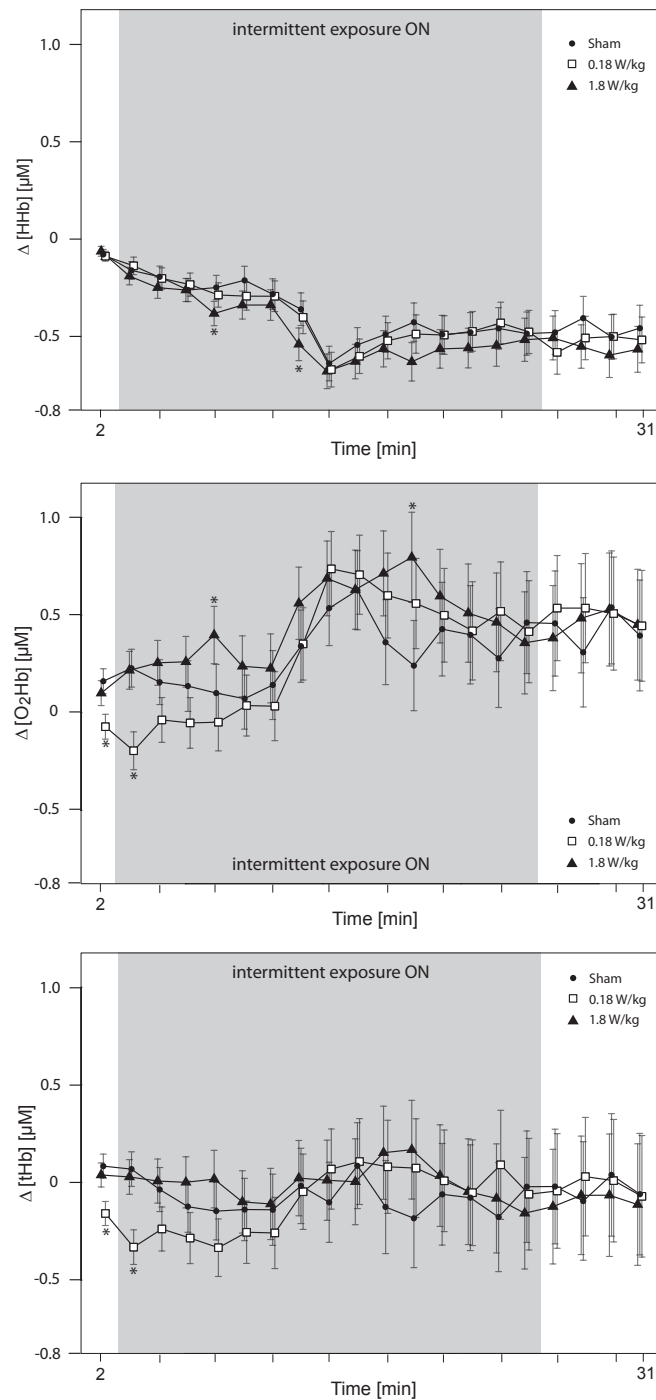 intermittent exposure ON
1.0
Sham
0.18 W/kg
1.8 W/kg
0.5
Δ [HHb] [µM]
0
*
*
-0.5
-0.8
2
31
Time [min]
1.0
*
*
0.5
Δ [O₂Hb] [µM]
0
*
*
-0.5
Sham
0.18 W/kg
1.8 W/kg
intermittent exposure ON
-0.8
2
31
Time [min]
intermittent exposure ON
1.0
Sham
0.18 W/kg
1.8 W/kg
0.5
Δ [tHb] [µM]
0
*
*
-0.5
-0.8
2
31
Time [min]